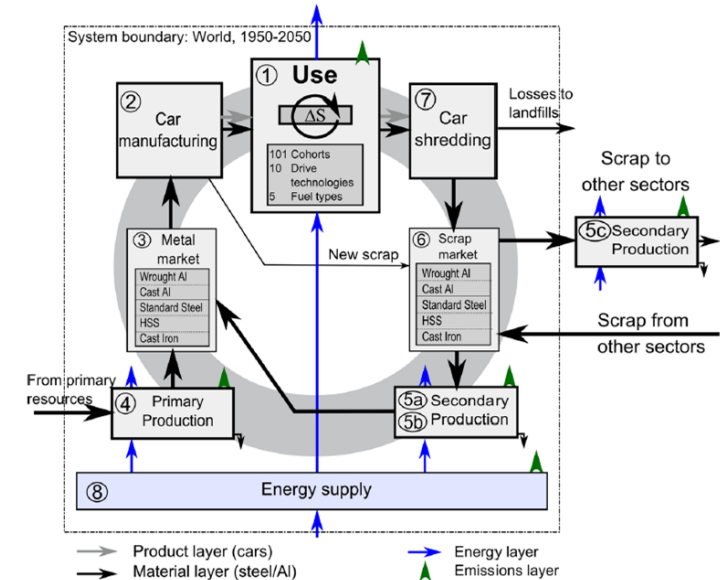 System boundary: World, 1950-2050
1 Use
ΔS
101 Cohorts
10 Drive
technologies
5 Fuel types
2
Car
manufacturing
7
Car
shredding
Losses to
landfills
Scrap to
other sectors
5c Secondary
Production
3 Metal
market
Wrought Al
Cast Al
Standard Steel
HSS
Cast Iron
New scrap
6 Scrap
market
Wrought Al
Cast Al
Standard Steel
HSS
Cast Iron
Scrap from
other sectors
From primary
resources
4 Primary
Production
5a Secondary
5b Production
8 Energy supply
Product layer (cars)
Material layer (steel/Al)
Energy layer
Emissions layer